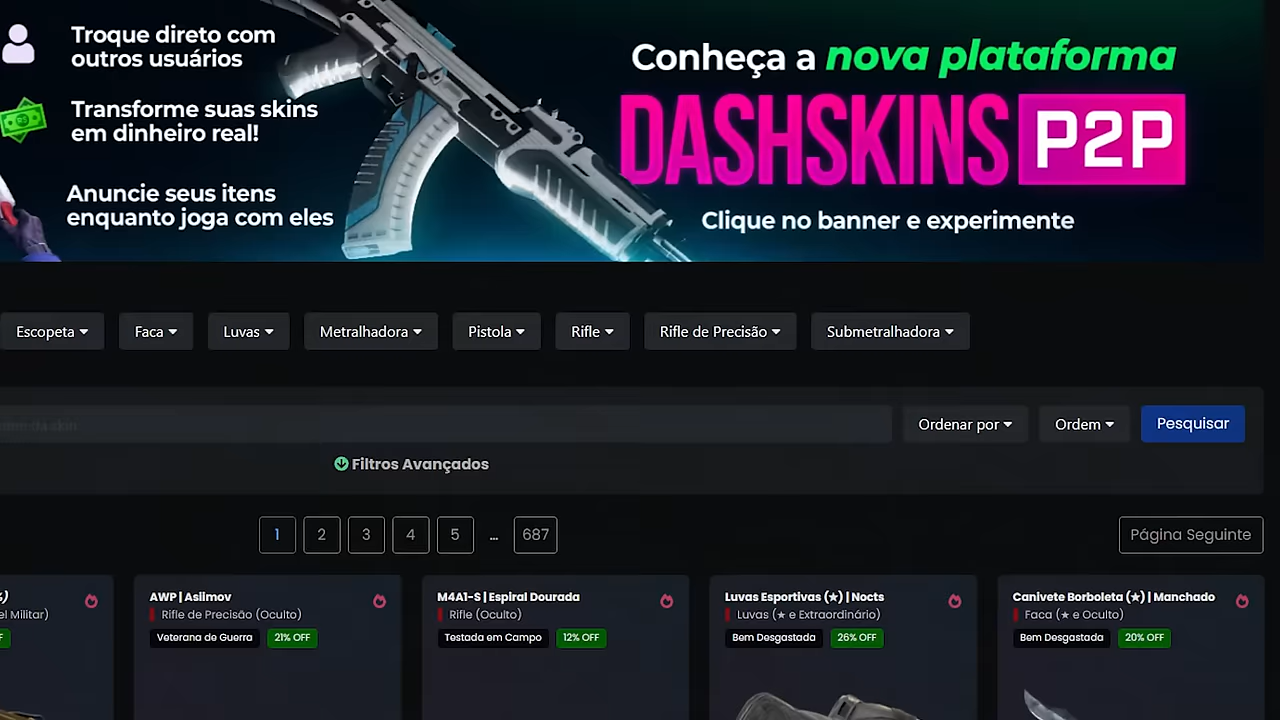 Troque direto com
outros usuários
Transforme suas skins
em dinheiro real!
Anuncie seus itens
enquanto joga com eles
Conheça a nova plataforma
DASHSKINS P2P
Clique no banner e experimente
Escopeta
Faca
Luvas
Metralhadora
Pistola
Rifle
Rifle de Precisão
Submetralhadora
Ordenar por
Ordem
Pesquisar
Filtros Avançados
1
2
3
4
5
...
687
Página Seguinte
AWP | Asiimov
Rifle de Precisão (Oculto)
Veterana de Guerra
21% OFF
M4A1-S | Espiral Dourada
Rifle (Oculto)
Testada em Campo
12% OFF
Luvas Esportivas (★) | Nocts
Luvas (★ e Extraordinário)
Bem Desgastada
26% OFF
Canivete Borboleta (★) | Manchado
Faca (★ e Oculto)
Bem Desgastada
20% OFF